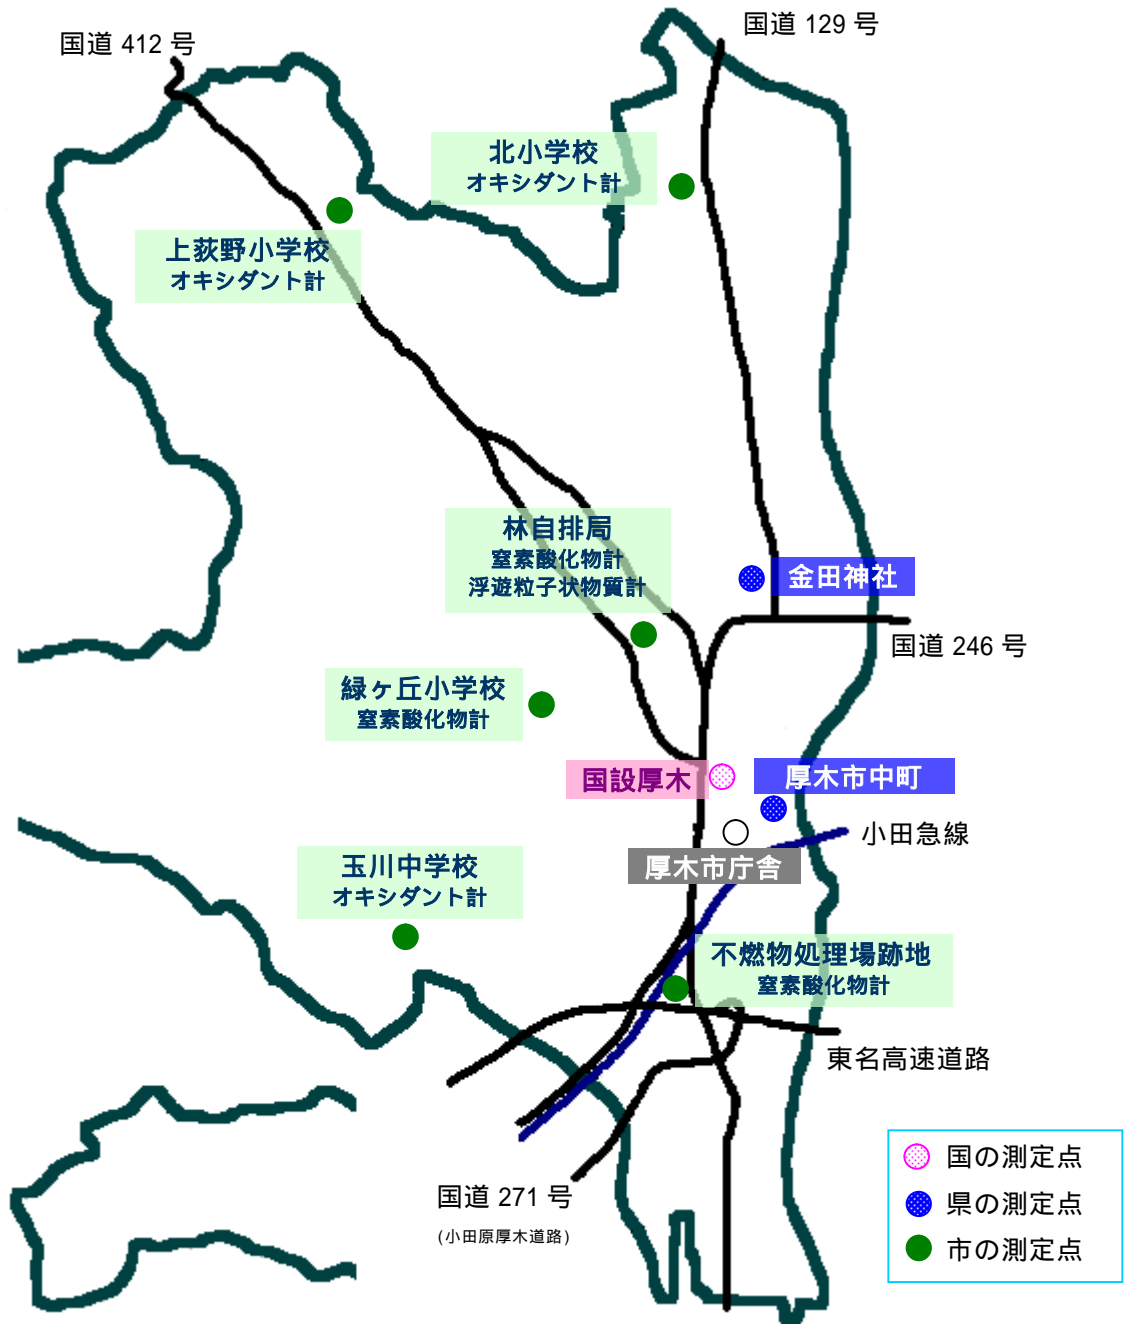 国道 412 号
国道 129 号
北小学校
オキシダント計
上荻野小学校
オキシダント計
林自排局
窒素酸化物計
浮遊粒子状物質計
金田神社
国道 246 号
緑ヶ丘小学校
窒素酸化物計
国設厚木
厚木市中町
小田急線
厚木市庁舎
玉川中学校
オキシダント計
不燃物処理場跡地
窒素酸化物計
東名高速道路
国道 271 号
(小田原厚木道路)
国の測定点
県の測定点
市の測定点